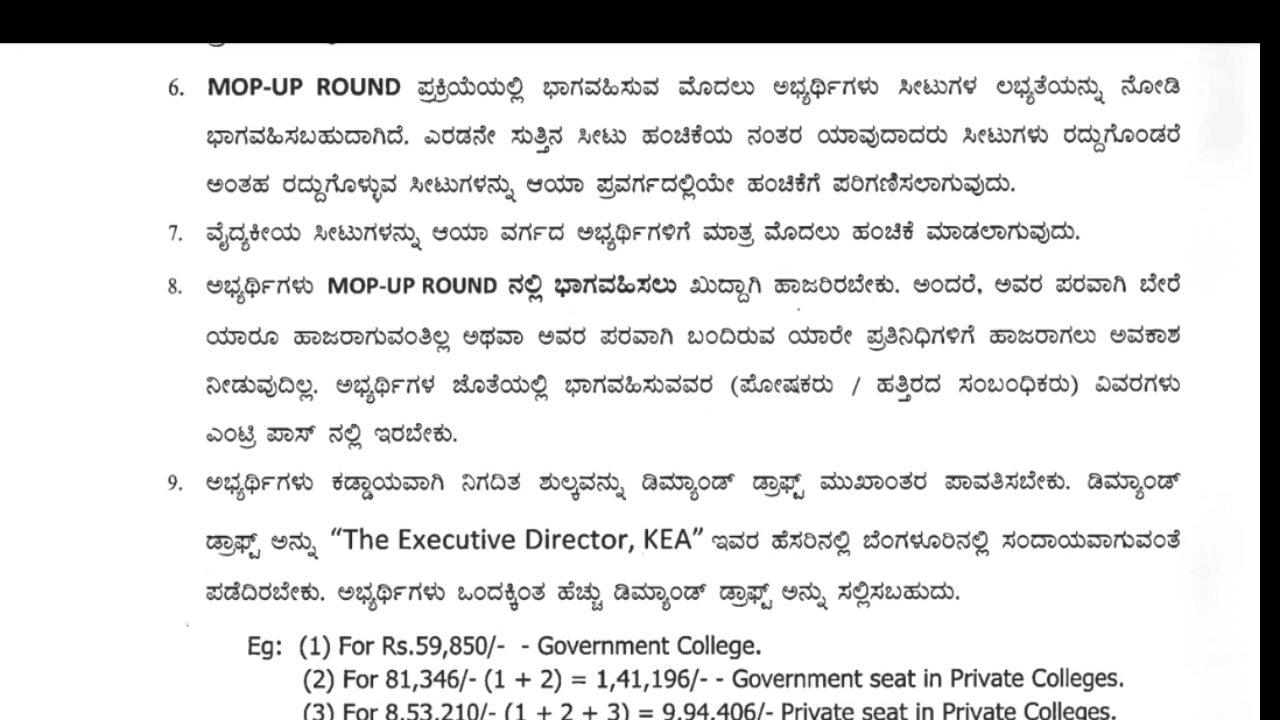 6. MOP-UP ROUND ಪ್ರಕ್ರಿಯೆಯಲ್ಲಿ ಭಾಗವಹಿಸುವ ಮೊದಲು ಅಭ್ಯರ್ಥಿಗಳು ಸೀಟುಗಳ ಲಭ್ಯತೆಯನ್ನು ನೋಡಿ
ಭಾಗವಹಿಸಬಹುದಾಗಿದೆ. ಎರಡನೇ ಸುತ್ತಿನ ಸೀಟು ಹಂಚಿಕೆಯ ನಂತರ ಯಾವುದಾದರು ಸೀಟುಗಳು ರದ್ದುಗೊಂಡರೆ
ಅಂತಹ ರದ್ದುಗೊಳ್ಳುವ ಸೀಟುಗಳನ್ನು ಆಯಾ ಪ್ರವರ್ಗದಲ್ಲಿಯೇ ಹಂಚಿಕೆಗೆ ಪರಿಗಣಿಸಲಾಗುವುದು.
7. ವೈದ್ಯಕೀಯ ಸೀಟುಗಳನ್ನು ಆಯಾ ವರ್ಗದ ಅಭ್ಯರ್ಥಿಗಳಿಗೆ ಮಾತ್ರ ಮೊದಲು ಹಂಚಿಕೆ ಮಾಡಲಾಗುವುದು.
8. ಅಭ್ಯರ್ಥಿಗಳು MOP-UP ROUND ನಲ್ಲಿ ಭಾಗವಹಿಸಲು ಖುದ್ದಾಗಿ ಹಾಜರಿರಬೇಕು. ಅಂದರೆ, ಅವರ ಪರವಾಗಿ ಬೇರೆ
ಯಾರೂ ಹಾಜರಾಗುವಂತಿಲ್ಲ ಅಥವಾ ಅವರ ಪರವಾಗಿ ಬಂದಿರುವ ಯಾರೇ ಪ್ರತಿನಿಧಿಗಳಿಗೆ ಹಾಜರಾಗಲು ಅವಕಾಶ
ನೀಡುವುದಿಲ್ಲ. ಅಭ್ಯರ್ಥಿಗಳ ಜೊತೆಯಲ್ಲಿ ಭಾಗವಹಿಸುವವರ (ಪೋಷಕರು / ಹತ್ತಿರದ ಸಂಬಂಧಿಕರು) ವಿವರಗಳು
ಎಂಟ್ರಿ ಪಾಸ್ ನಲ್ಲಿ ಇರಬೇಕು.
9. ಅಭ್ಯರ್ಥಿಗಳು ಕಡ್ಡಾಯವಾಗಿ ನಿಗದಿತ ಶುಲ್ಕವನ್ನು ಡಿಮ್ಯಾಂಡ್ ಡ್ರಾಫ್ಟ್ ಮುಖಾಂತರ ಪಾವತಿಸಬೇಕು. ಡಿಮ್ಯಾಂಡ್
ಡ್ರಾಫ್ಟ್ ಅನ್ನು “The Executive Director, KEA” ಇವರ ಹೆಸರಿನಲ್ಲಿ ಬೆಂಗಳೂರಿನಲ್ಲಿ ಸಂದಾಯವಾಗುವಂತೆ
ಪಡೆದಿರಬೇಕು. ಅಭ್ಯರ್ಥಿಗಳು ಒಂದಕ್ಕಿಂತ ಹೆಚ್ಚು ಡಿಮ್ಯಾಂಡ್ ಡ್ರಾಫ್ಟ್ ಅನ್ನು ಸಲ್ಲಿಸಬಹುದು.
Eg: (1) For Rs.59,850/- - Government College.
(2) For 81,346/- (1 + 2) = 1,41,196/- - Government seat in Private Colleges.
(3) For 8,53,210/- (1 + 2 + 3) = 9,94,406/- Private seat in Private Colleges.